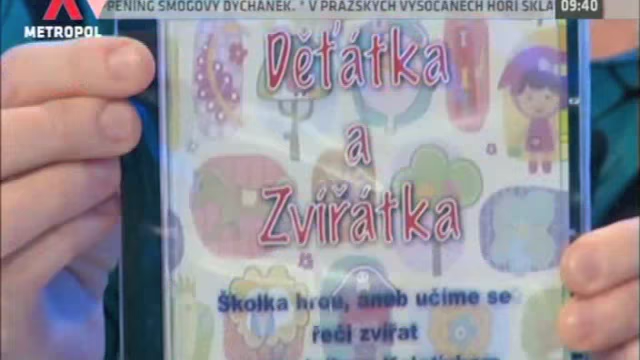 PENING SMOGOVÝ DÝCHÁNEK. * V PRAŽSKÝCH VYSOČANECH HOŘÍ SKLA
09:40
METROPOL
Děťátka
a
Zvířátka
Školka hrou, aneb učíme se
řeči zvířat